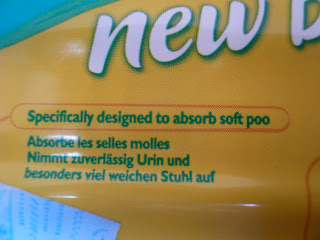 new b
Specifically designed to absorb soft poo
Absorbe les selles molles
Nimmt zuverlässig Urin und
besonders viel weichen Stuhl auf